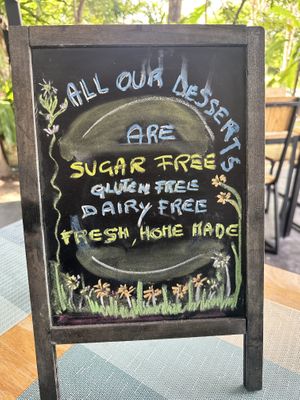 ALL OUR DESSERTS
ARE
SUGAR FREE
GLUTEN FREE
DAIRY FREE
FRESH, HOME MADE